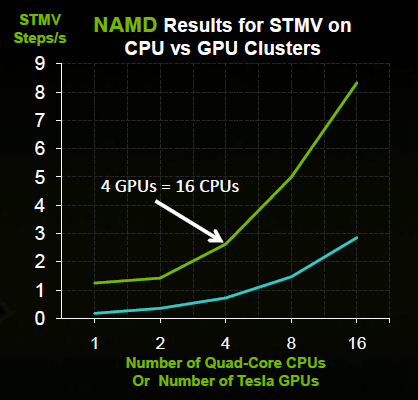 STMV
Steps/s
NAMD Results for STMV on
CPU vs GPU Clusters
9
8
7
6
5
4
3
2
1
0
4 GPUs = 16 CPUs
1 2 4 8 16
Number of Quad-Core CPUs
Or Number of Tesla GPUs